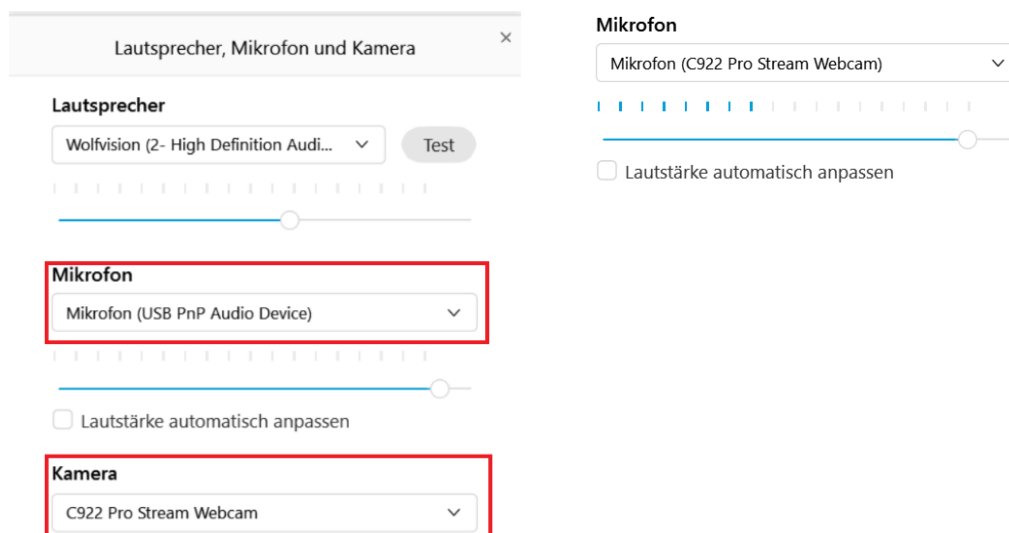 Lautsprecher, Mikrofon und Kamera
Lautsprecher
Wolfvision (2- High Definition Audi...
Test
Mikrofon
Mikrofon (USB PnP Audio Device)
Lautstärke automatisch anpassen
Kamera
C922 Pro Stream Webcam
Mikrofon
Mikrofon (C922 Pro Stream Webcam)
Lautstärke automatisch anpassen